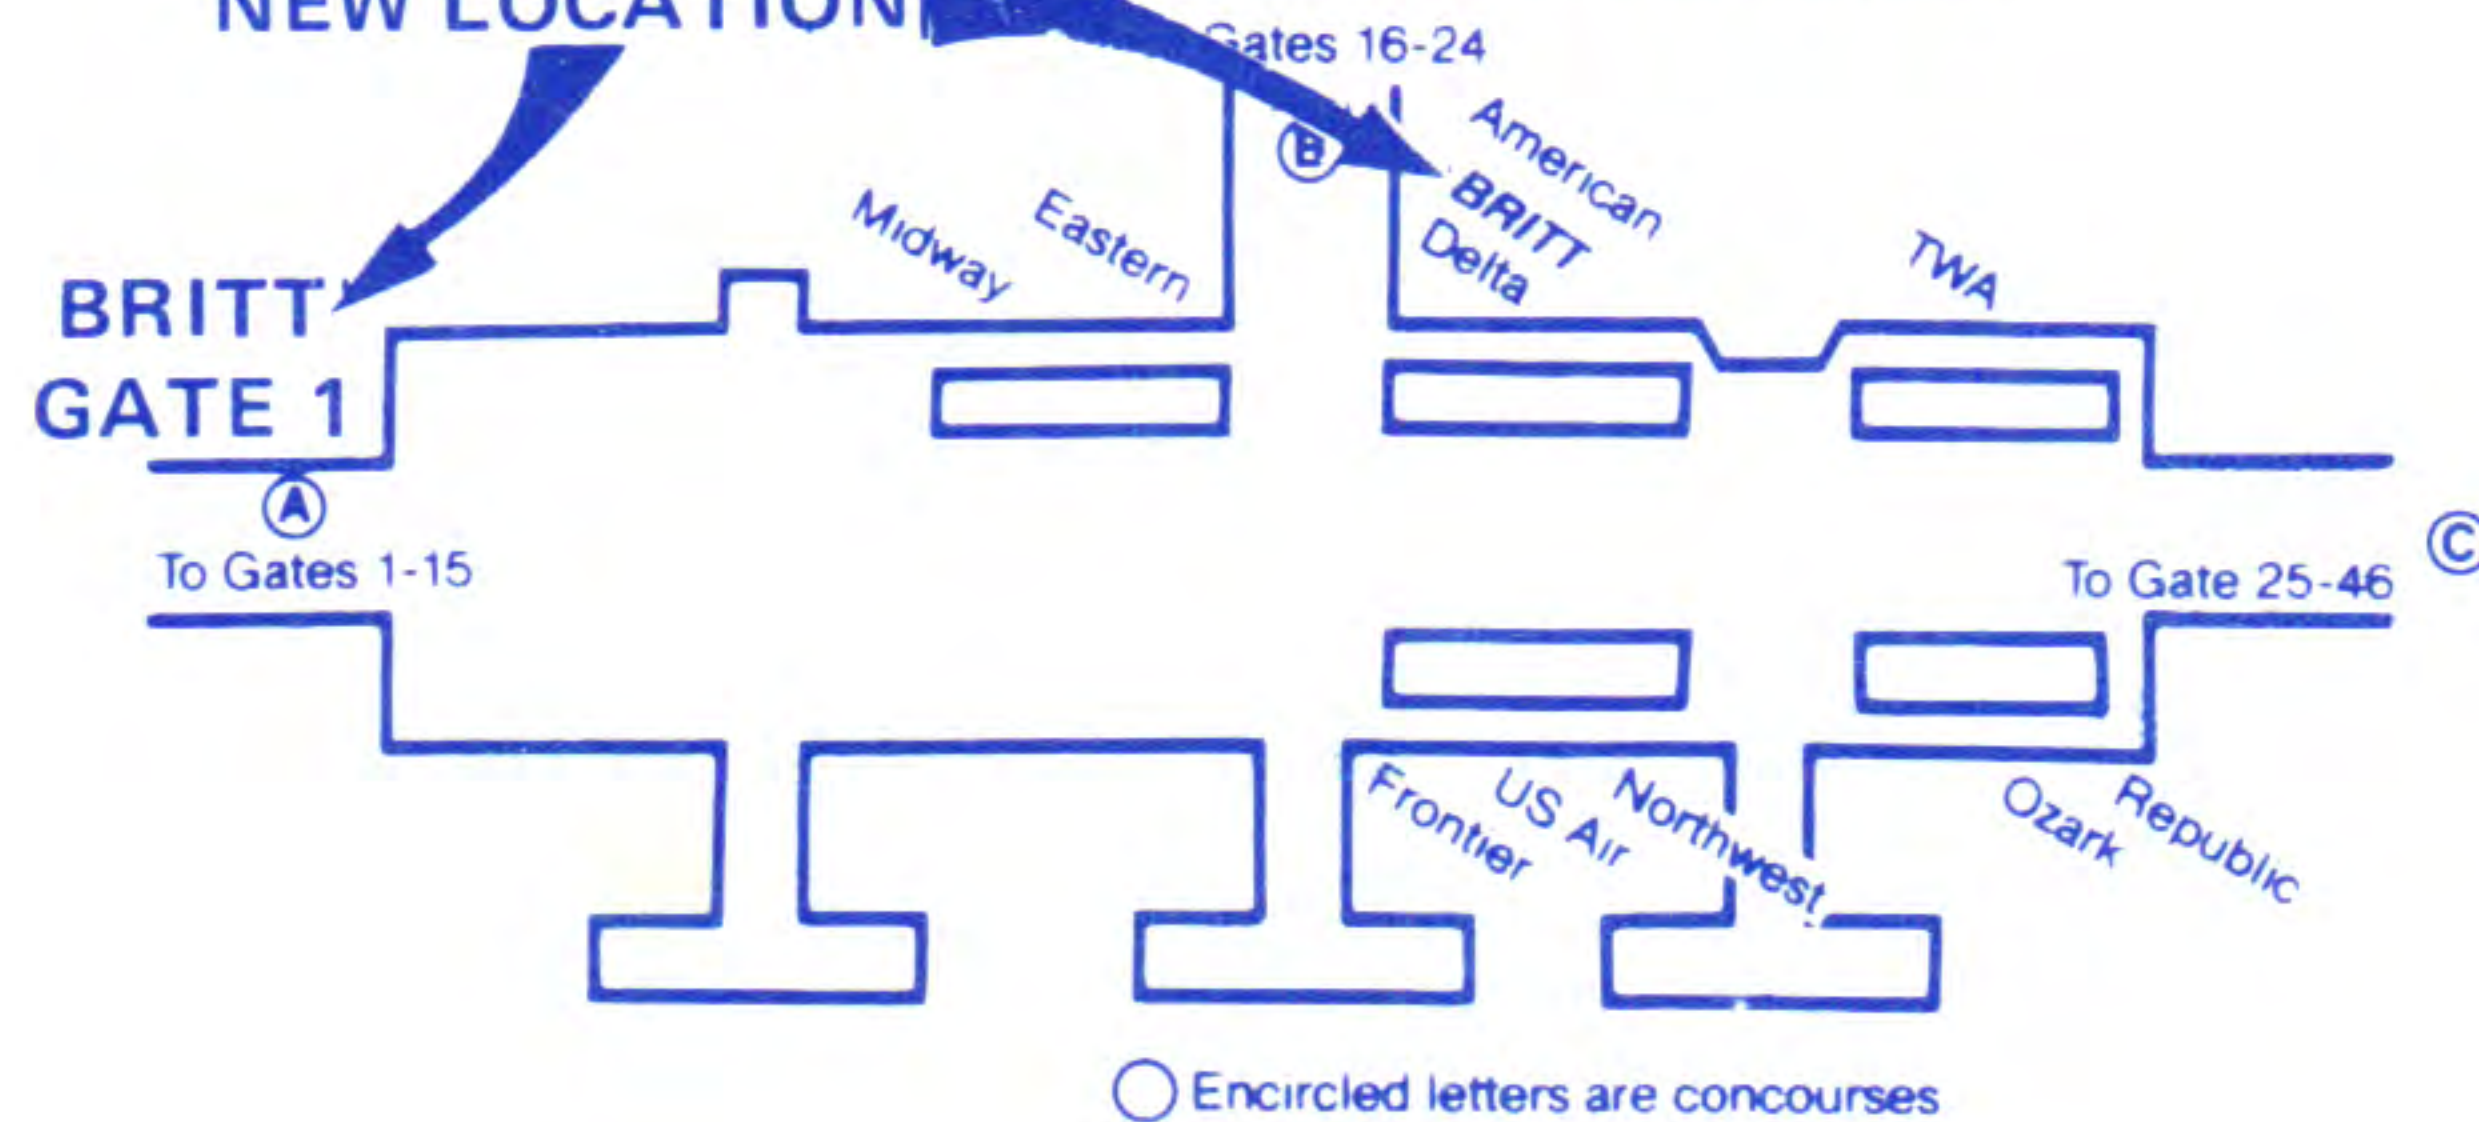 NEW LOCATION
Gates 16-24
B
American
BRITT
Delta
Midway
Eastern
TWA
BRITT
GATE 1
A
To Gates 1-15
C
To Gate 25-46
Frontier
US Air
Northwest
Ozark
Republic
Encircled letters are concourses